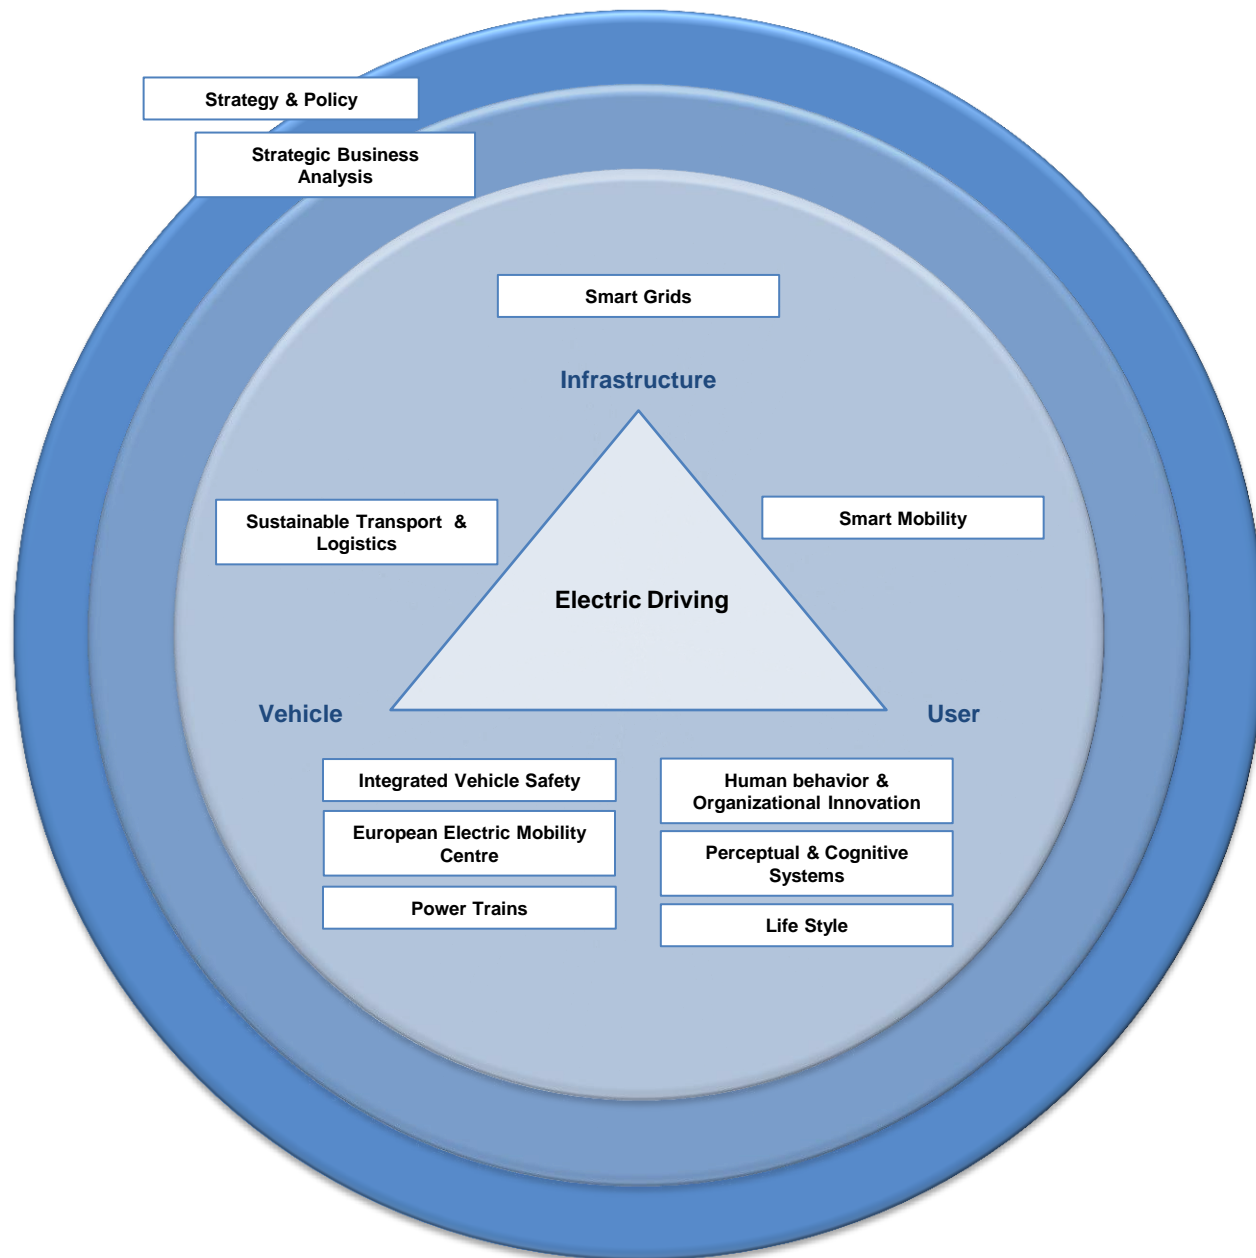 Strategy & Policy
Strategic Business
Analysis
Smart Grids
Infrastructure
Sustainable Transport &
Logistics
Smart Mobility
Electric Driving
Vehicle
User
Integrated Vehicle Safety
European Electric Mobility
Centre
Power Trains
Human behavior &
Organizational Innovation
Perceptual & Cognitive
Systems
Life Style